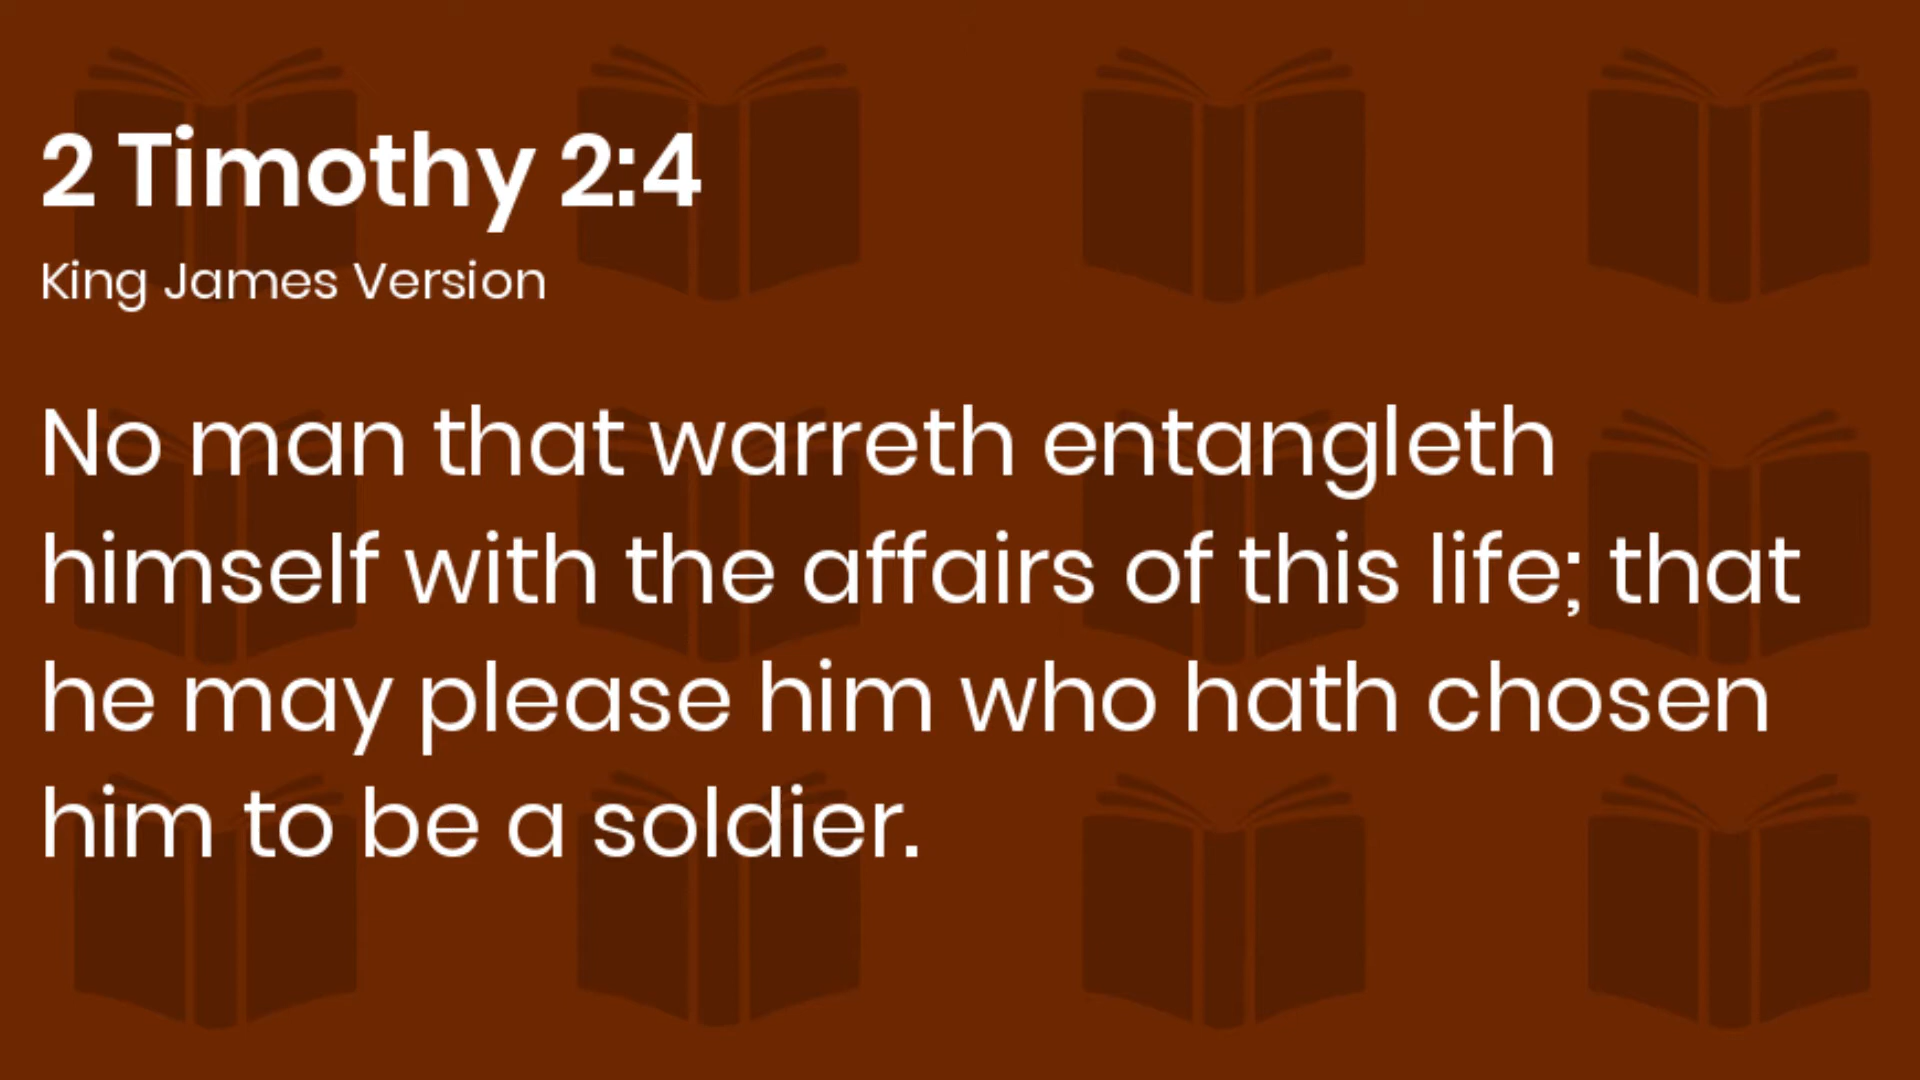 2 Timothy 2:4
King James Version
No man that warreth entangleth
himself with the affairs of this life; that
he may please him who hath chosen
him to be a soldier.